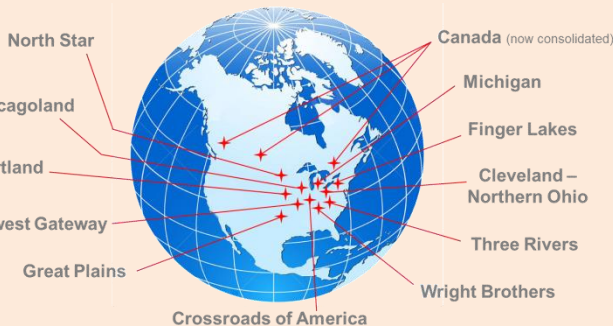 North Star
Canada (now consolidated)
Michigan
cagoland
Finger Lakes
rtland
Cleveland –
Northern Ohio
west Gateway
Three Rivers
Great Plains
Wright Brothers
Crossroads of America